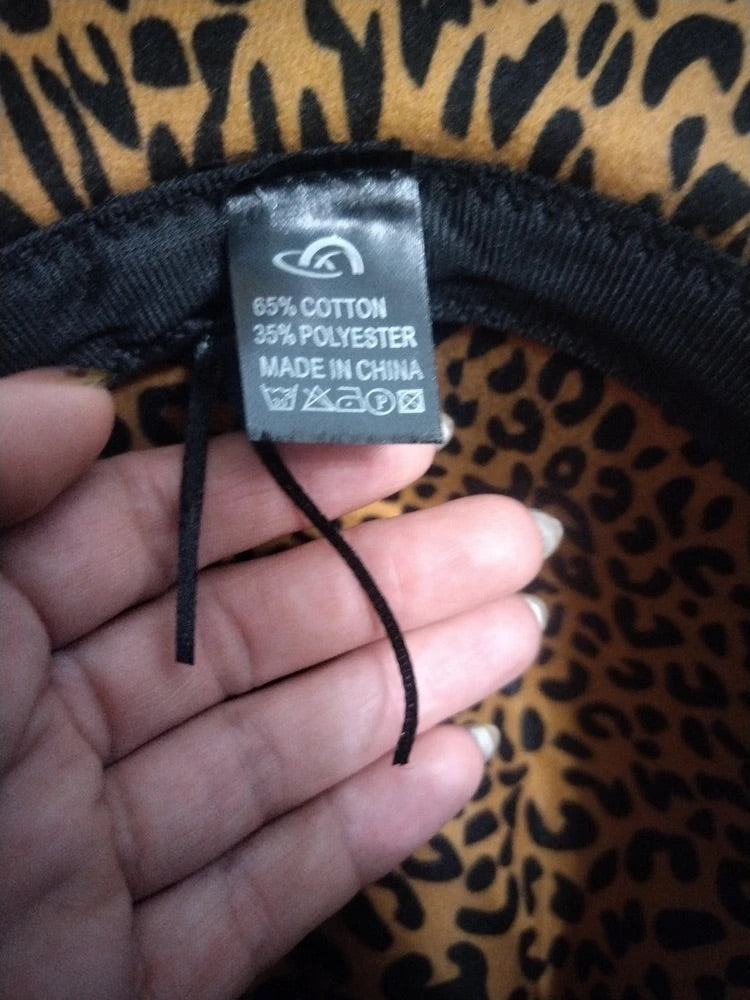 65% COTTON
35% POLYESTER
MADE IN CHINA
P